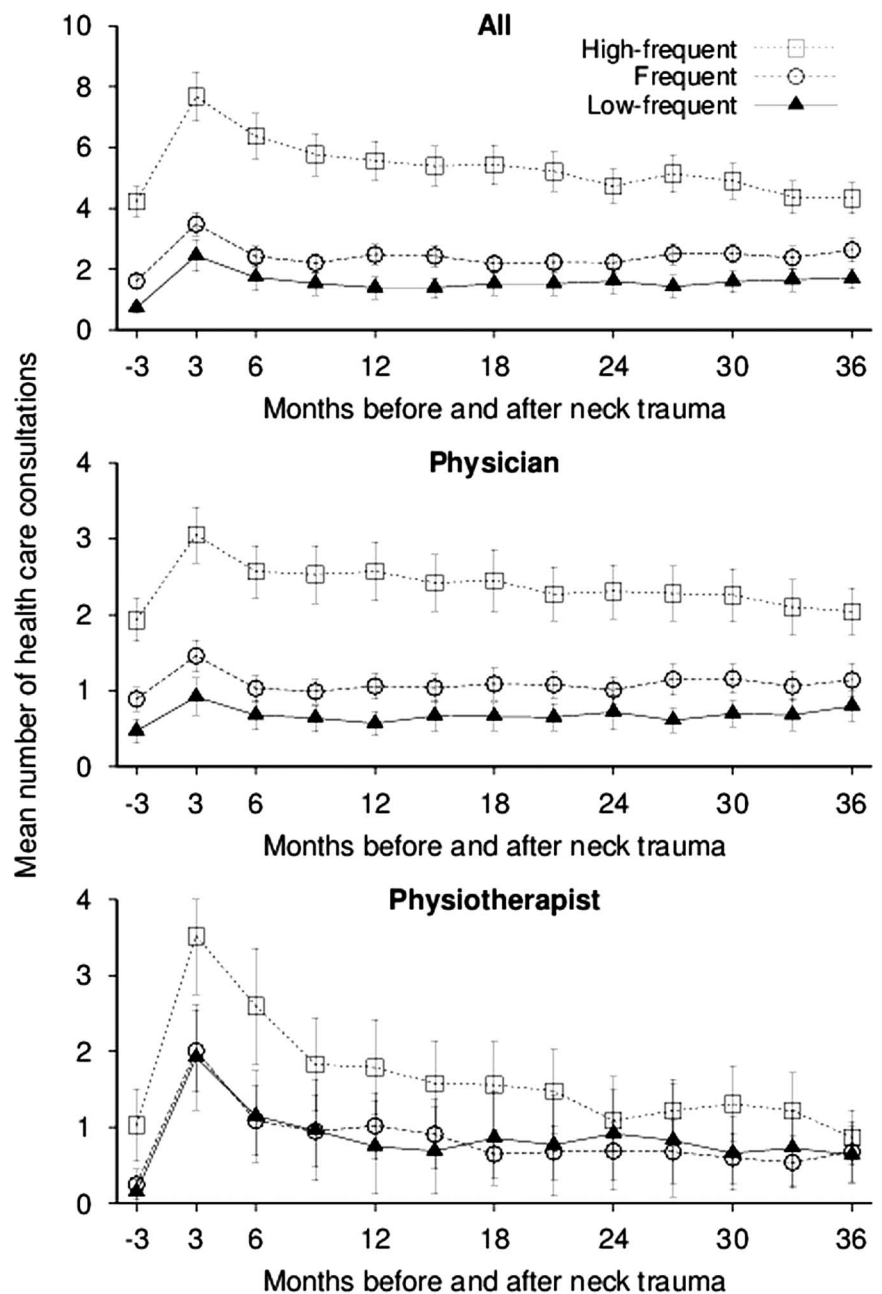 All
10
8
6
4
2
0
High-frequent
Frequent
Low-frequent
-3 3 6 12 18 24 30 36
Months before and after neck trauma
Mean number of health care consultations
Physician
4
3
2
1
0
-3 3 6 12 18 24 30 36
Months before and after neck trauma
Physiotherapist
4
3
2
1
0
-3 3 6 12 18 24 30 36
Months before and after neck trauma